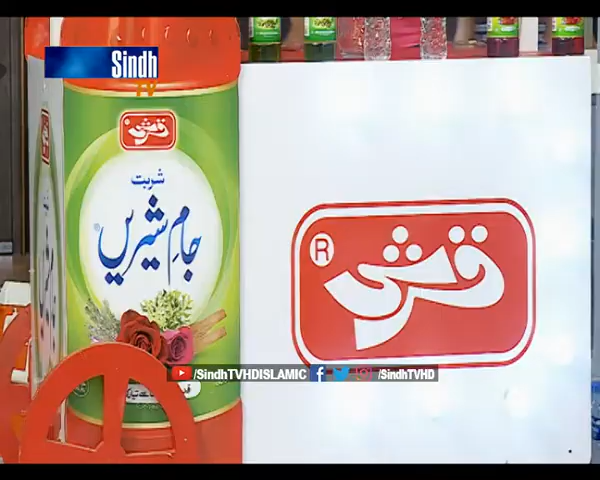 Sindh
TV
قرشی
شربت
جامِ شیریں
®
قرشی
/SindhTVHDISLAMIC
/SindhTVHD